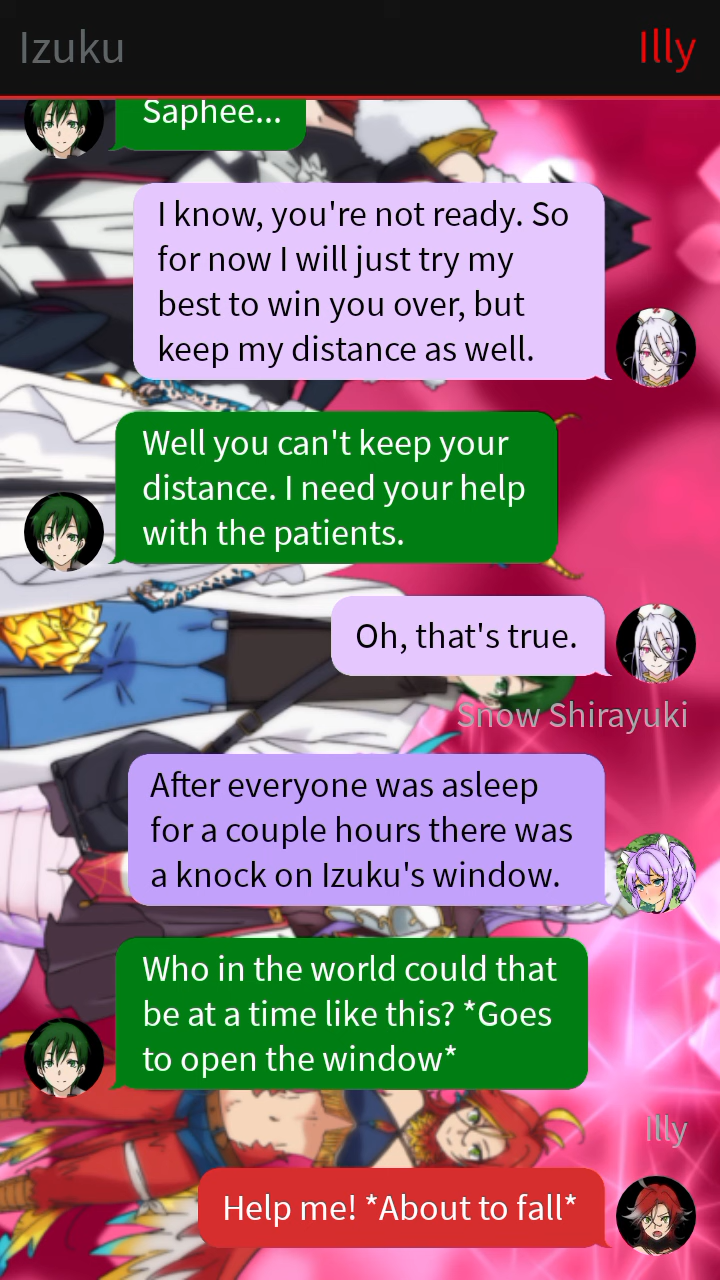 Izuku
Illy
Saphee...
I know, you're not ready. So
for now I will just try my
best to win you over, but
keep my distance as well.
Well you can't keep your
distance. I need your help
with the patients.
Oh, that's true.
Snow Shirayuki
After everyone was asleep
for a couple hours there was
a knock on Izuku's window.
Who in the world could that
be at a time like this? *Goes
to open the window*
Illy
Help me! *About to fall*